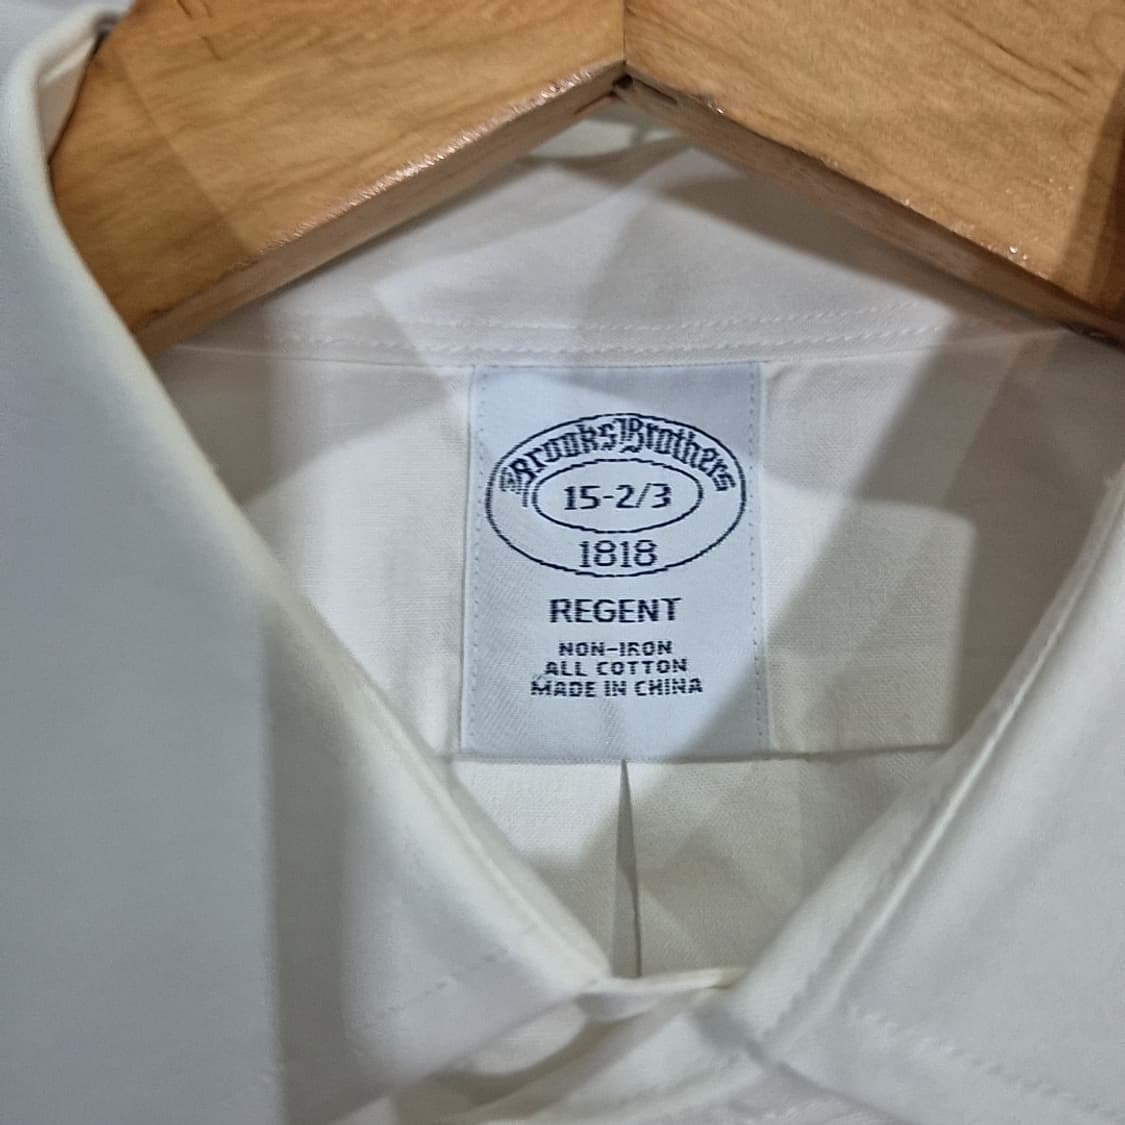 Brooks Brothers
15-2/3
1818
REGENT
NON-IRON
ALL COTTON
MADE IN CHINA